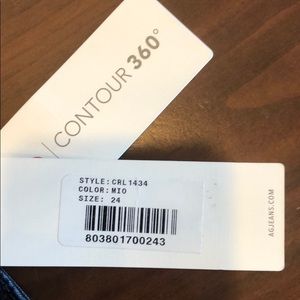 CONTOUR 360°
STYLE:CRL1434
COLOR:MIO
SIZE: 24
803801700243
AGJEANS.COM